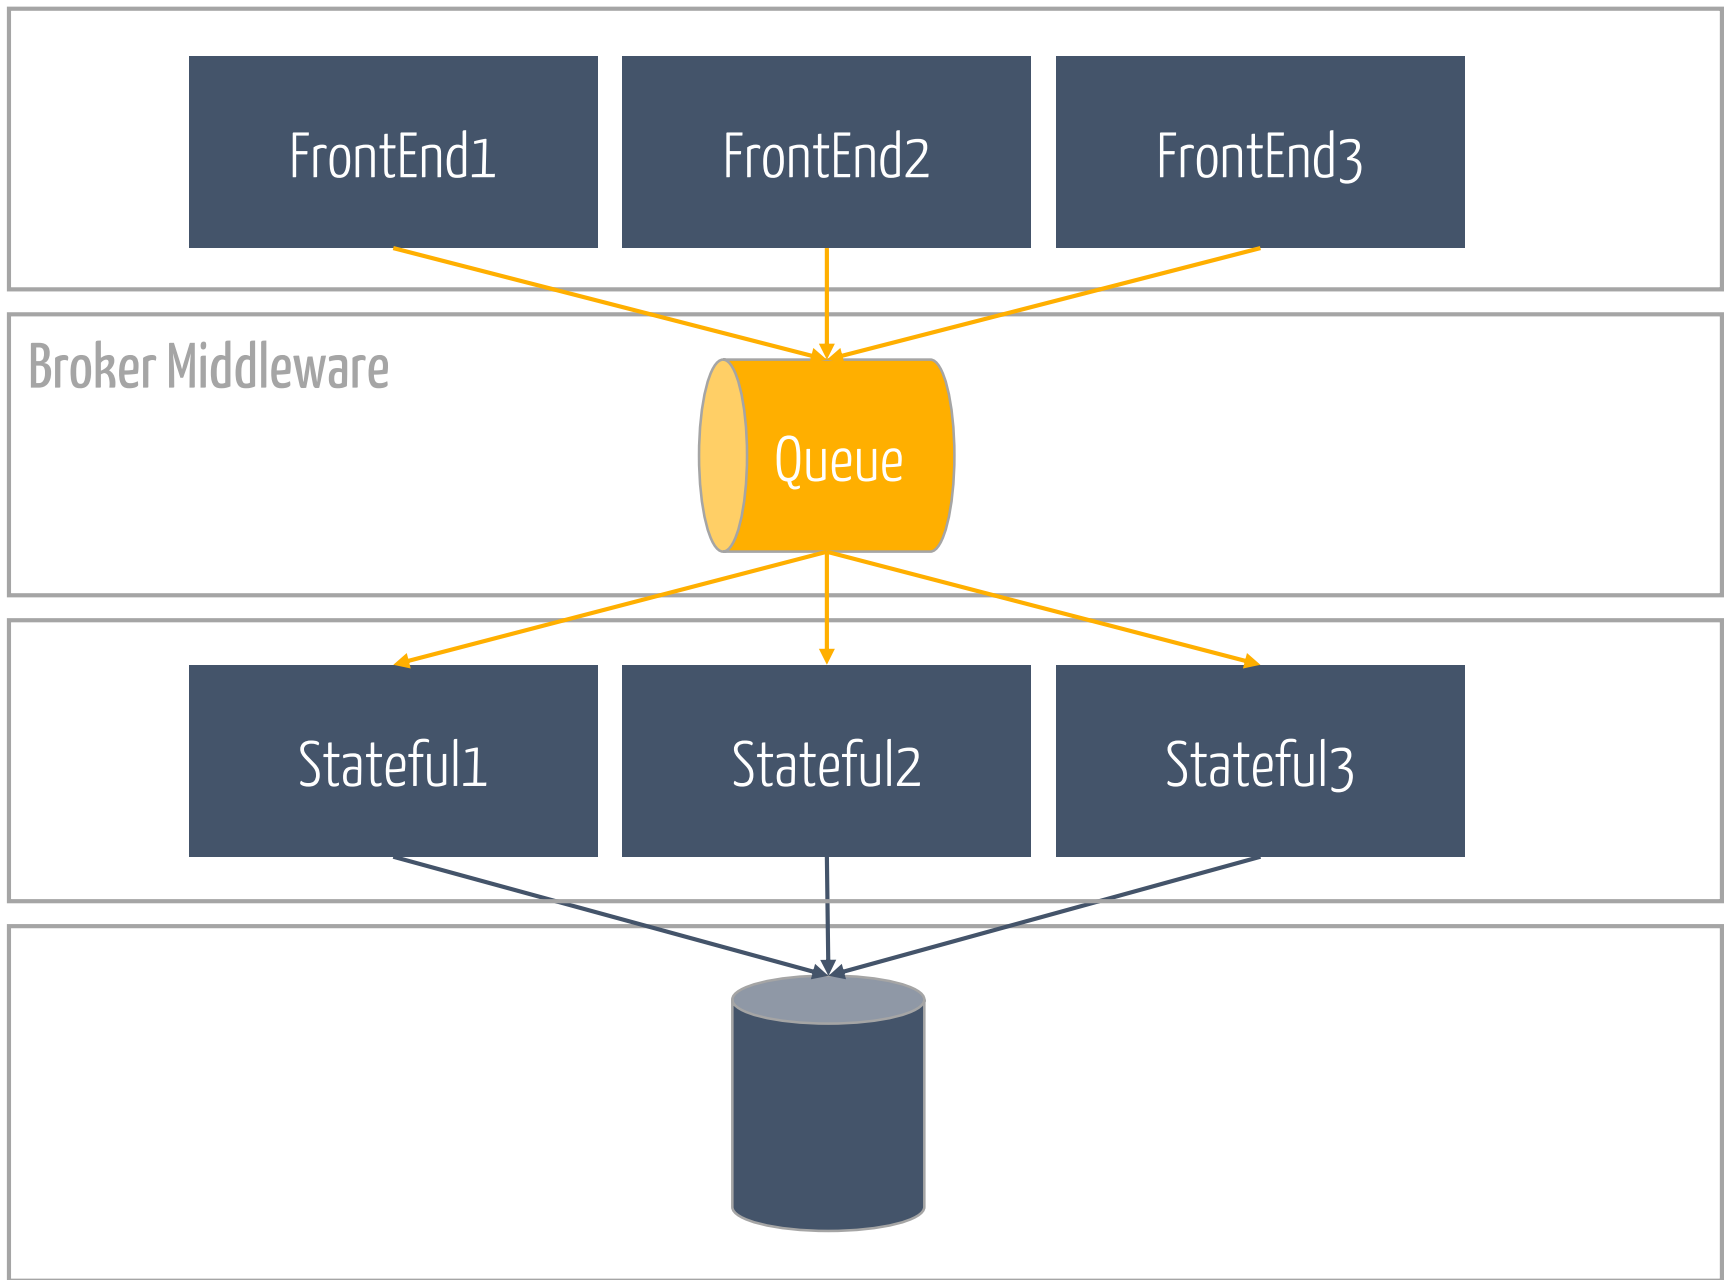 FrontEnd1
FrontEnd2
FrontEnd3
Broker Middleware
Queue
Stateful1
Stateful2
Stateful3